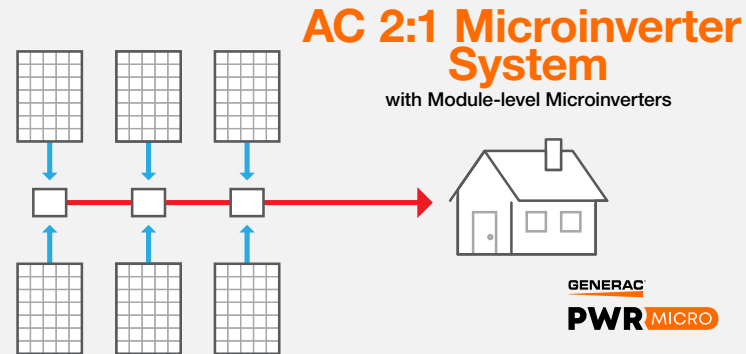 AC 2:1 Microinverter
System
with Module-level Microinverters
GENERAC
PWR MICRO